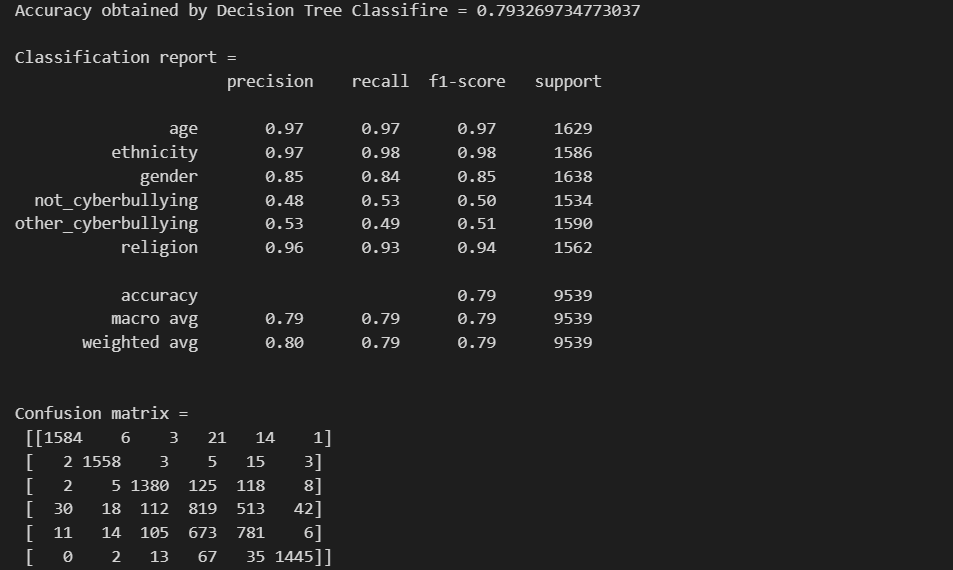 Accuracy obtained by Decision Tree Classifire = 0.793269734773037
Classification report =
precision recall f1-score support
age 0.97 0.97 0.97 1629
ethnicity 0.97 0.98 0.98 1586
gender 0.85 0.84 0.85 1638
not_cyberbullying 0.48 0.53 0.50 1534
other_cyberbullying 0.53 0.49 0.51 1590
religion 0.96 0.93 0.94 1562
accuracy 0.79 9539
macro avg 0.79 0.79 0.79 9539
weighted avg 0.80 0.79 0.79 9539
Confusion matrix =
[[1584 6 3 21 14 1]
[ 2 1558 3 5 15 3]
[ 2 5 1380 125 118 8]
[ 30 18 112 819 513 42]
[ 11 14 105 673 781 6]
[ 0 2 13 67 35 1445]]